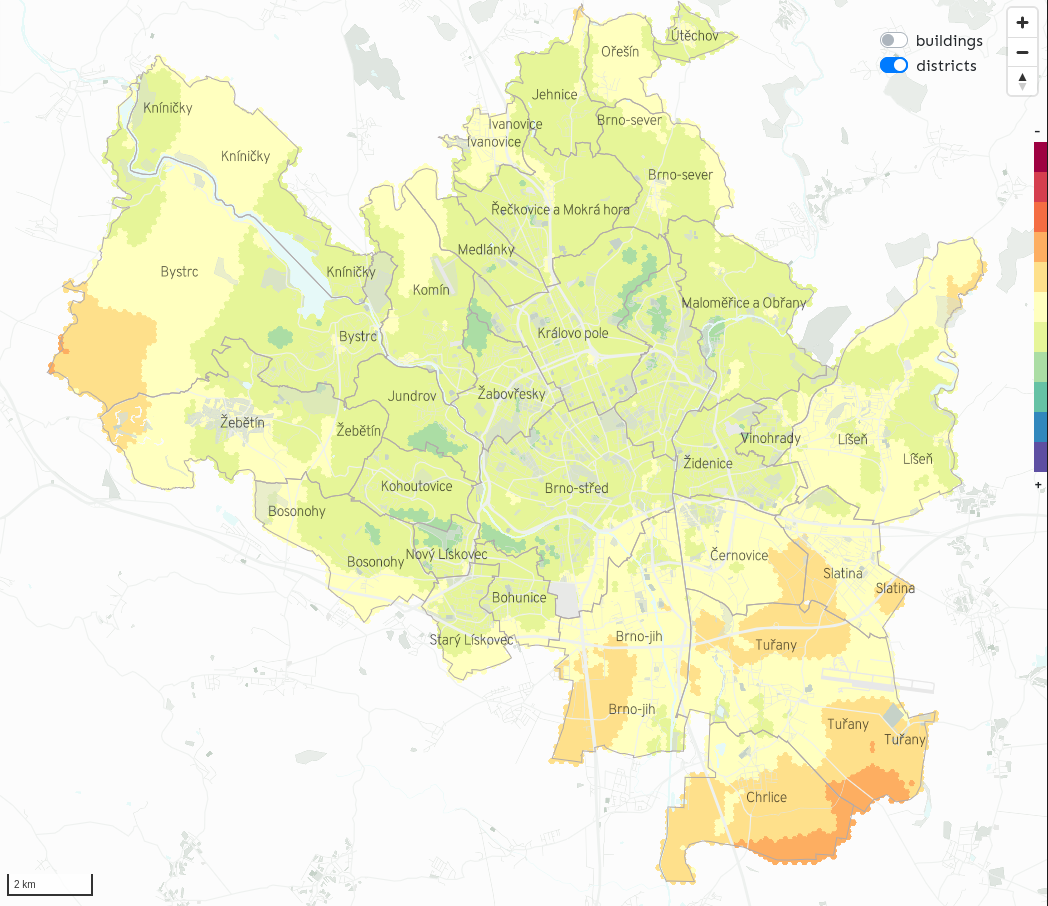 Útěchov
buildings
Ořešín
districts
Jehnice
Kníničky
Brno-sever
Ivanovice
Ivanovice
Kníničky
Brno-sever
Řečkovice a Mokrá hora
Medlánky
Bystrc
Kníničky
Komín
Maloměřice a Obřany
Bystrc
Královo pole
Jundrov
Žabovřesky
Žebětín
Žebětín
Vinohrady
Líšeň
Líšeň
Židenice
Kohoutovice
Brno-střed
Bosonohy
Nový Lískovec
Černovice
Bosonohy
Slatina
Slatina
Bohunice
Starý Lískovec
Brno-jih
Tuřany
Brno-jih
Tuřany
Tuřany
Chrlice
2 km
+
−
-
+